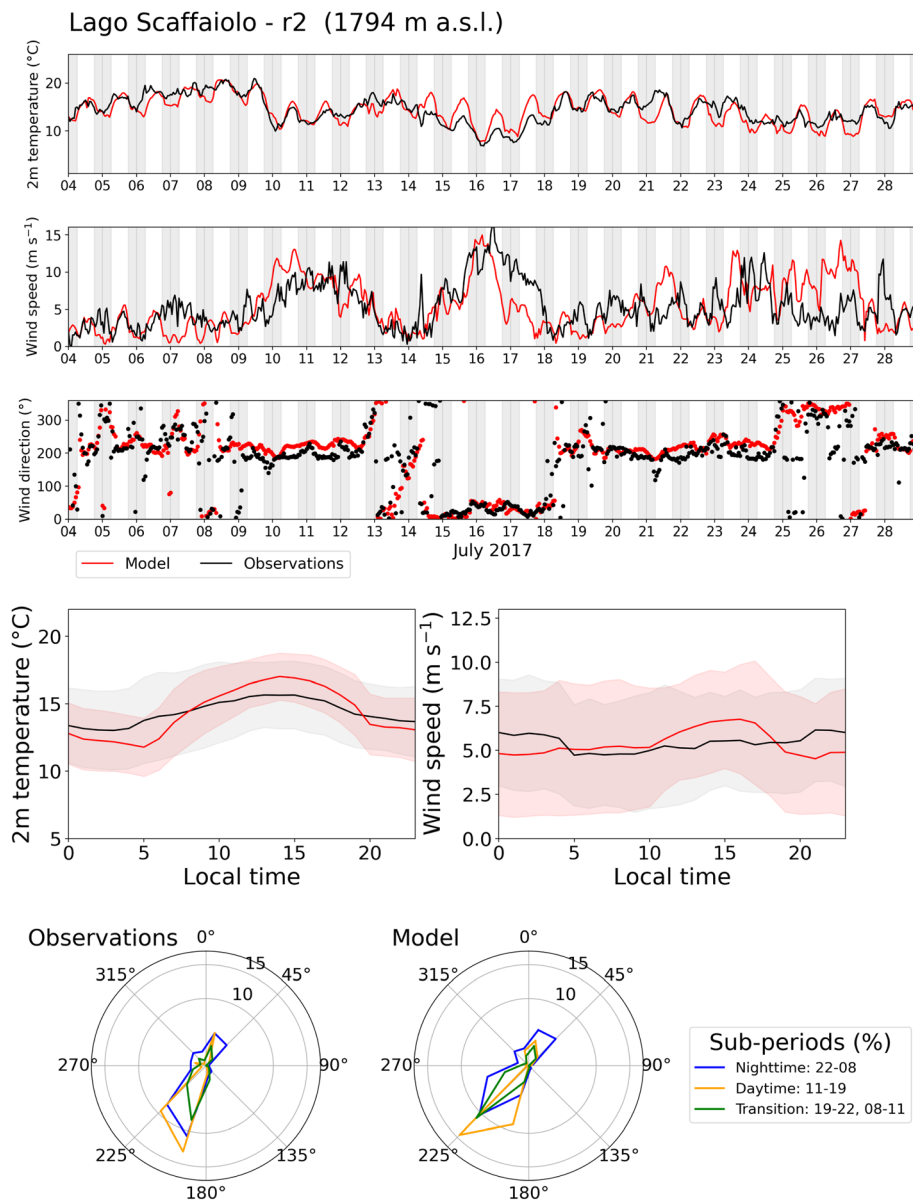 Lago Scaffaiolo - r2 (1794 m a.s.l.)
2m temperature (°C)
20
10
04 05 06 07 08 09 10 11 12 13 14 15 16 17 18 19 20 21 22 23 24 25 26 27 28
Wind speed (m s⁻¹)
15
10
5
0
04 05 06 07 08 09 10 11 12 13 14 15 16 17 18 19 20 21 22 23 24 25 26 27 28
Wind direction (°)
300
200
100
0
04 05 06 07 08 09 10 11 12 13 14 15 16 17 18 19 20 21 22 23 24 25 26 27 28
July 2017
Model Observations
2m temperature (°C)
20
15
10
5
0 5 10 15 20
Local time
Wind speed (m s⁻¹)
12.5
10.0
7.5
5.0
2.5
0.0
0 5 10 15 20
Local time
Observations
0°
315°
15
45°
10
270°
90°
225°
135°
180°
Model
0°
315°
15
45°
10
270°
90°
225°
135°
180°
Sub-periods (%)
Nighttime: 22-08
Daytime: 11-19
Transition: 19-22, 08-11